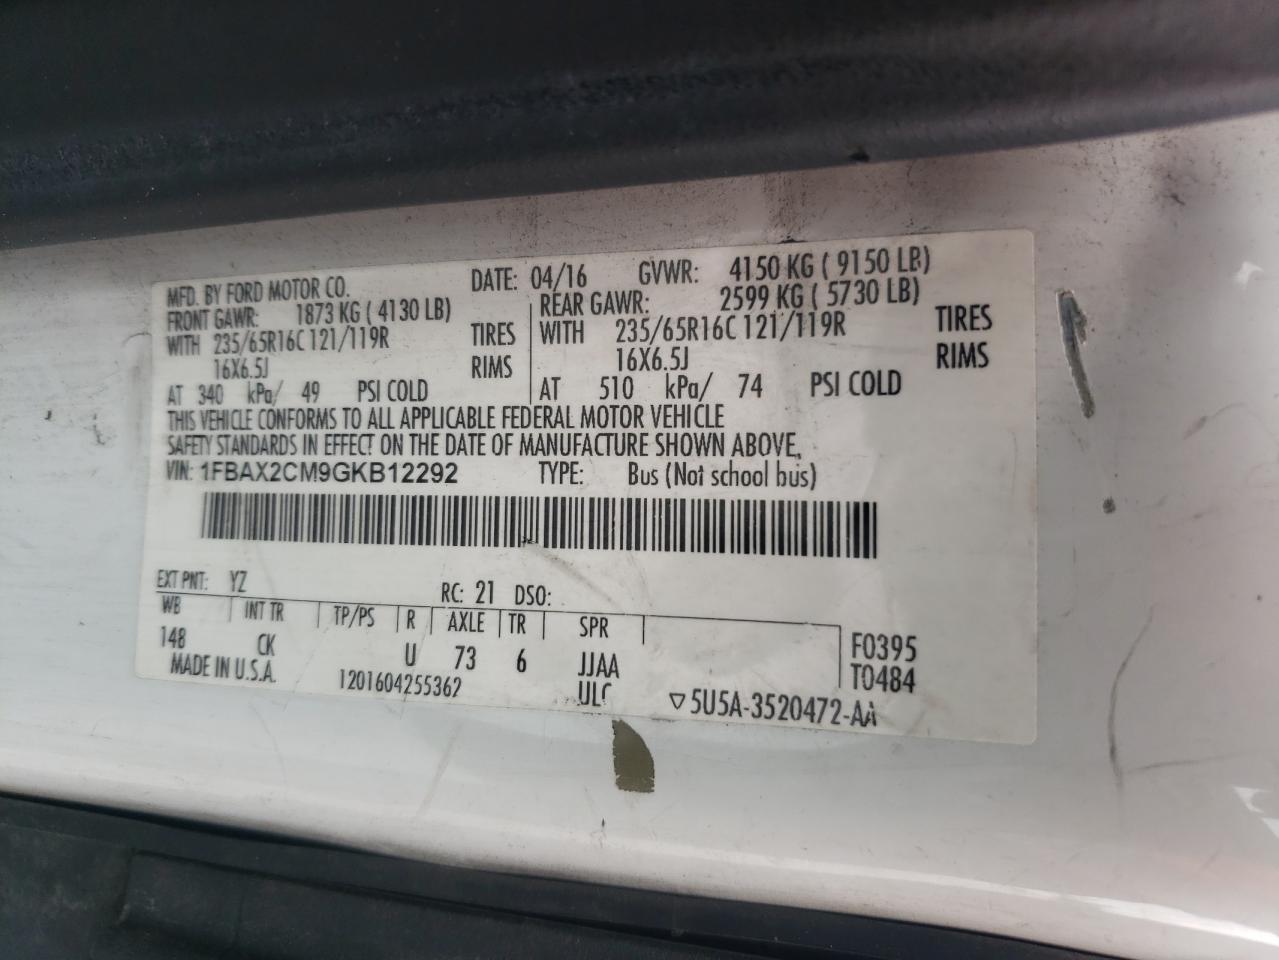 MFD. BY FORD MOTOR CO. DATE: 04/16 GVWR: 4150 KG ( 9150 LB)
FRONT GAWR: 1873 KG ( 4130 LB) REAR GAWR: 2599 KG ( 5730 LB)
WITH 235/65R16C 121/119R TIRES WITH 235/65R16C 121/119R TIRES
16X6.5J RIMS 16X6.5J RIMS
AT 340 kPa/ 49 PSI COLD AT 510 kPa/ 74 PSI COLD
THIS VEHICLE CONFORMS TO ALL APPLICABLE FEDERAL MOTOR VEHICLE
SAFETY STANDARDS IN EFFECT ON THE DATE OF MANUFACTURE SHOWN ABOVE.
VIN: 1FBAX2CM9GKB12292 TYPE: Bus (Not school bus)
EXT PNT: YZ RC: 21 DSO:
WB INT TR TP/PS R AXLE TR SPR
148 CK U 73 6 JJAA F0395
MADE IN U.S.A. 1201604255362 ULC ▽ 5U5A-3520472-AA T0484